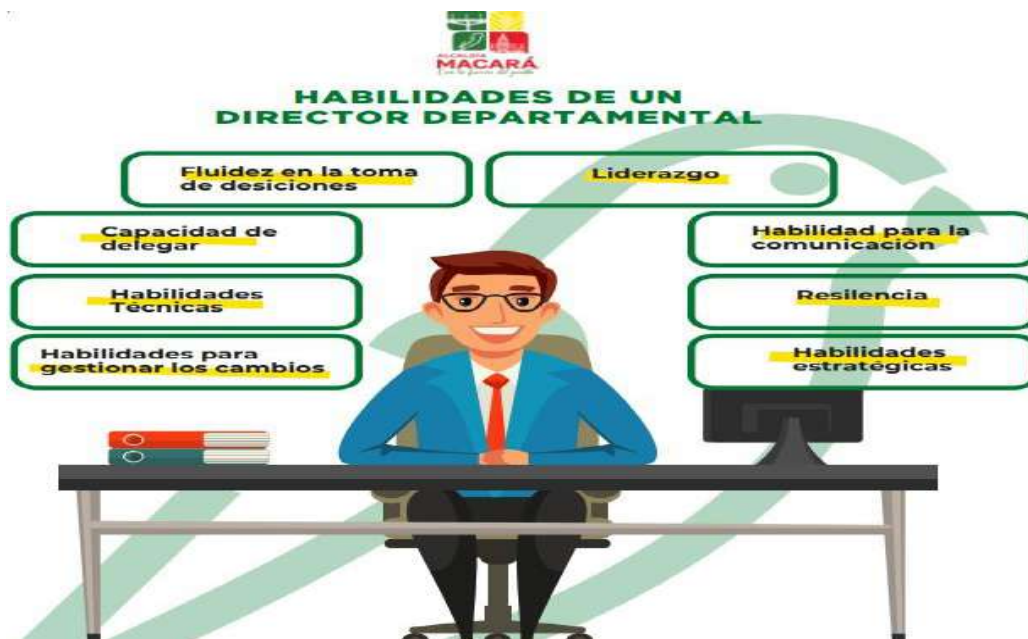 ALCALDÍA
MACARÁ
HABILIDADES DE UN
DIRECTOR DEPARTAMENTAL
Fluidez en la toma
de desiciones
Liderazgo
Capacidad de
delegar
Habilidad para la
comunicación
Habilidades
Técnicas
Resilencia
Habilidades para
gestionar los cambios
Habilidades
estratégicas